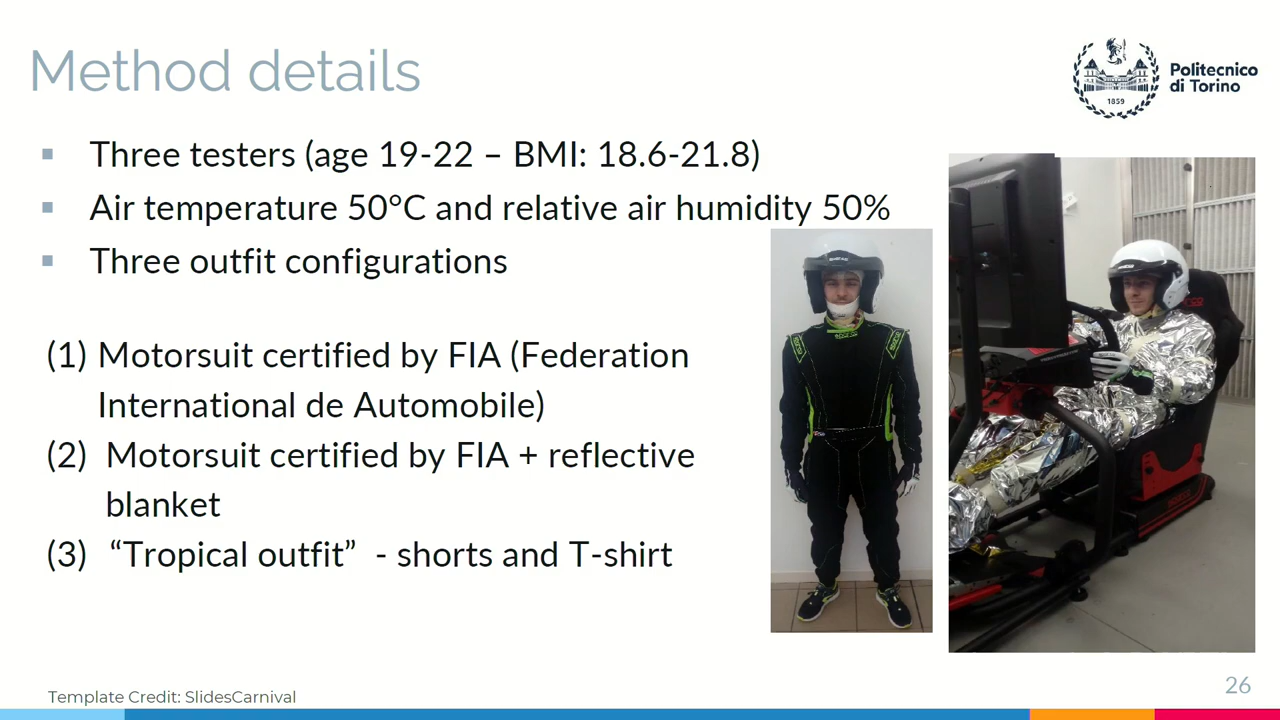 Method details
Politecnico
di Torino
1859
▪ Three testers (age 19-22 – BMI: 18.6-21.8)
▪ Air temperature 50°C and relative air humidity 50%
▪ Three outfit configurations
(1) Motorsuit certified by FIA (Federation
International de Automobile)
(2) Motorsuit certified by FIA + reflective
blanket
(3) “Tropical outfit” - shorts and T-shirt
Template Credit: SlidesCarnival
26